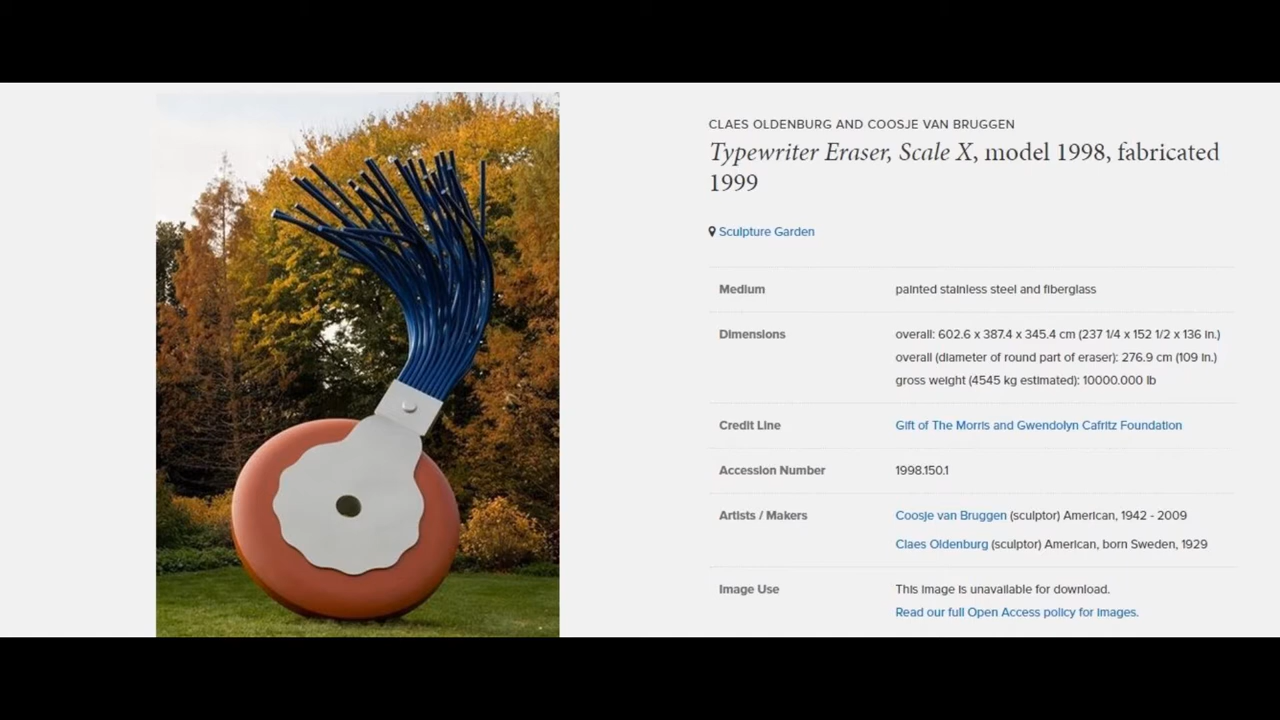 CLAES OLDENBURG AND COOSJE VAN BRUGGEN
Typewriter Eraser, Scale X, model 1998, fabricated
1999
Sculpture Garden
Medium painted stainless steel and fiberglass
Dimensions overall: 602.6 x 387.4 x 345.4 cm (237 1/4 x 152 1/2 x 136 in.)
overall (diameter of round part of eraser): 276.9 cm (109 in.)
gross weight (4545 kg estimated): 10000.000 lb
Credit Line Gift of The Morris and Gwendolyn Cafritz Foundation
Accession Number 1998.150.1
Artists / Makers Coosje van Bruggen (sculptor) American, 1942 - 2009
Claes Oldenburg (sculptor) American, born Sweden, 1929
Image Use This image is unavailable for download.
Read our full Open Access policy for images.